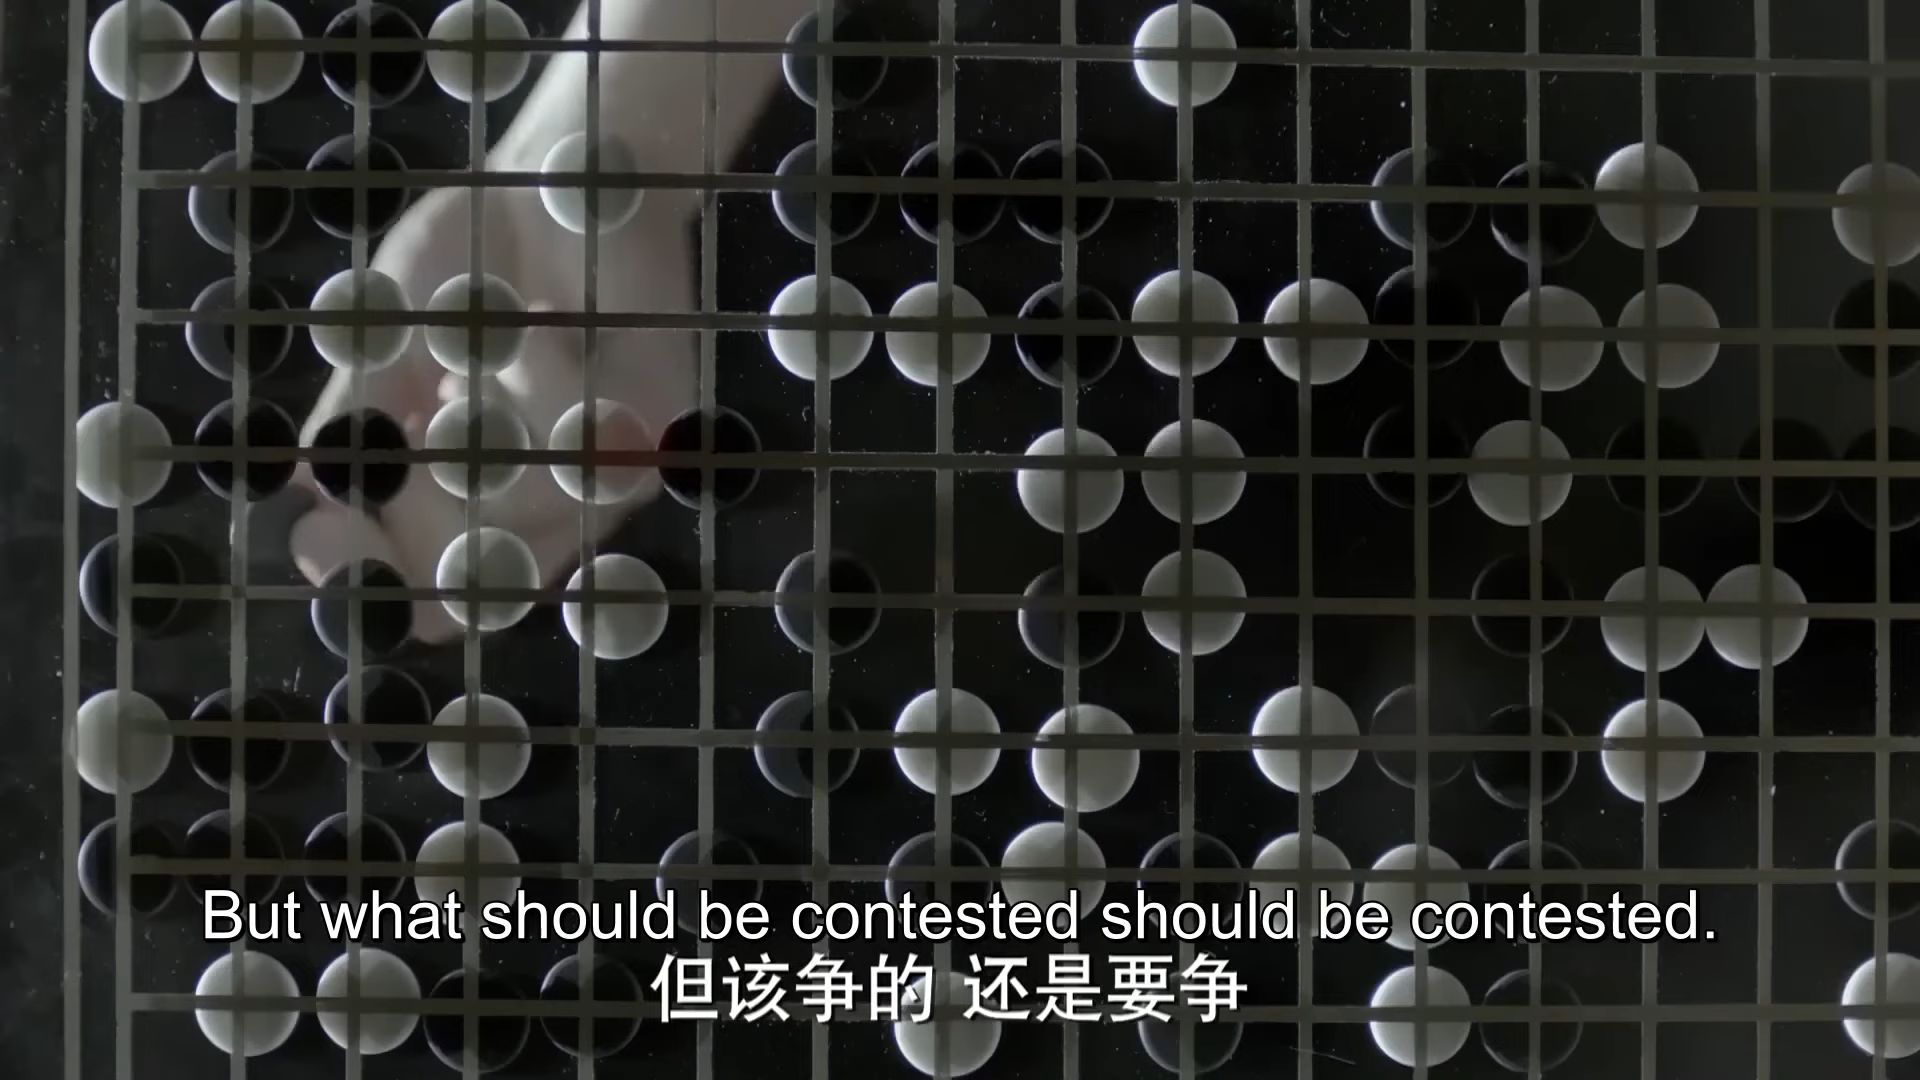 But what should be contested should be contested.
但该争的 还是要争